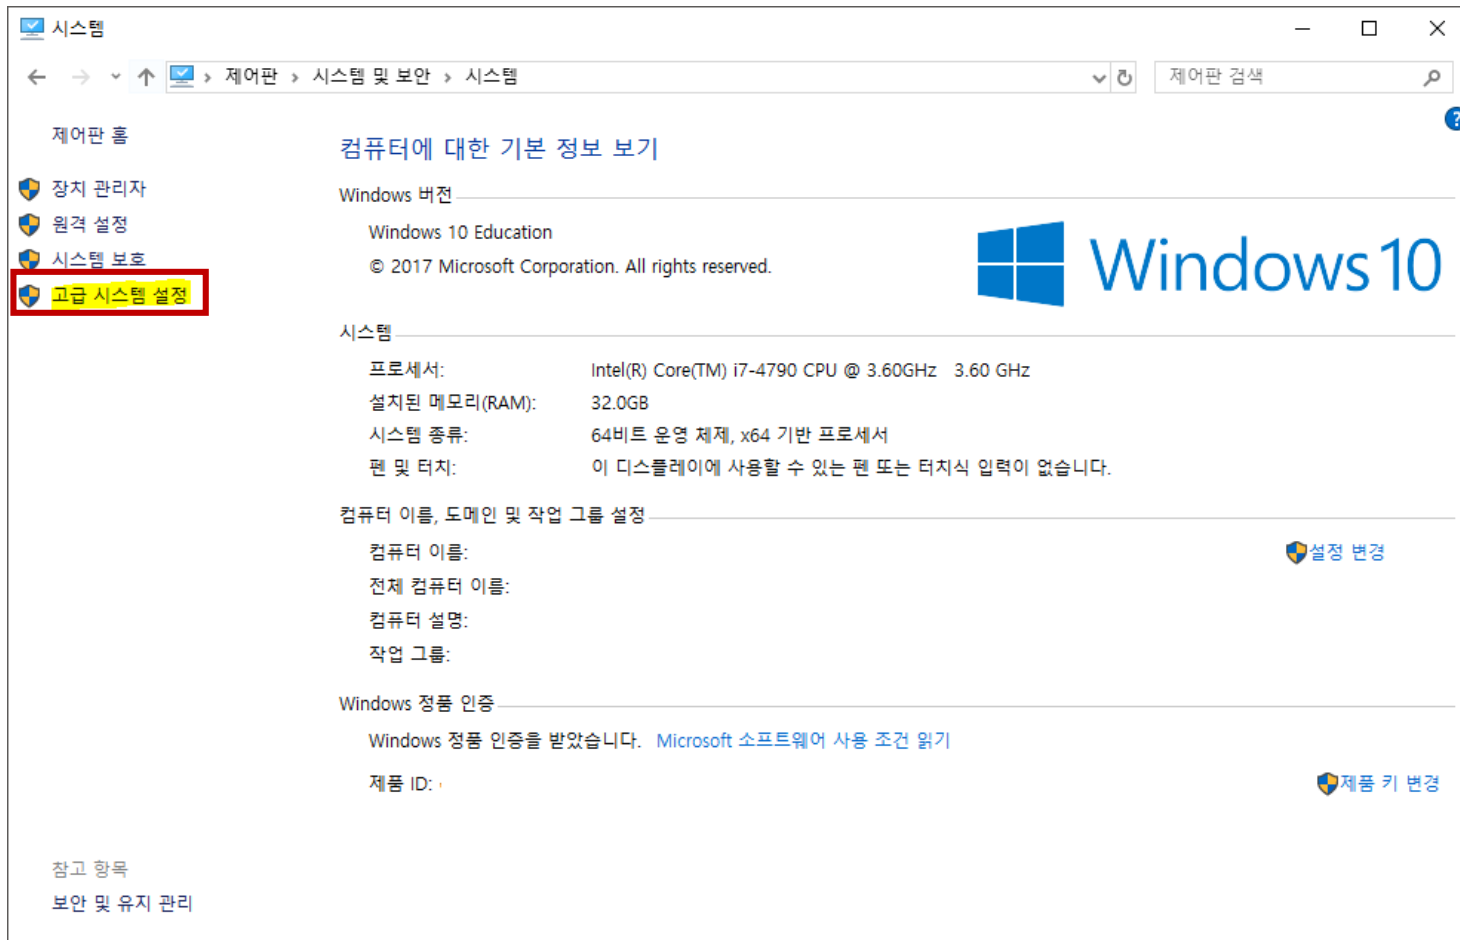 시스템
제어판 › 시스템 및 보안 › 시스템
제어판 검색
?
제어판 홈
장치 관리자
원격 설정
시스템 보호
고급 시스템 설정
컴퓨터에 대한 기본 정보 보기
Windows 버전
Windows 10 Education
© 2017 Microsoft Corporation. All rights reserved.
Windows 10
시스템
프로세서: Intel(R) Core(TM) i7-4790 CPU @ 3.60GHz 3.60 GHz
설치된 메모리(RAM): 32.0GB
시스템 종류: 64비트 운영 체제, x64 기반 프로세서
펜 및 터치: 이 디스플레이에 사용할 수 있는 펜 또는 터치식 입력이 없습니다.
컴퓨터 이름, 도메인 및 작업 그룹 설정
컴퓨터 이름: 설정 변경
전체 컴퓨터 이름:
컴퓨터 설명:
작업 그룹:
Windows 정품 인증
Windows 정품 인증을 받았습니다. Microsoft 소프트웨어 사용 조건 읽기
제품 ID: 제품 키 변경
참고 항목
보안 및 유지 관리